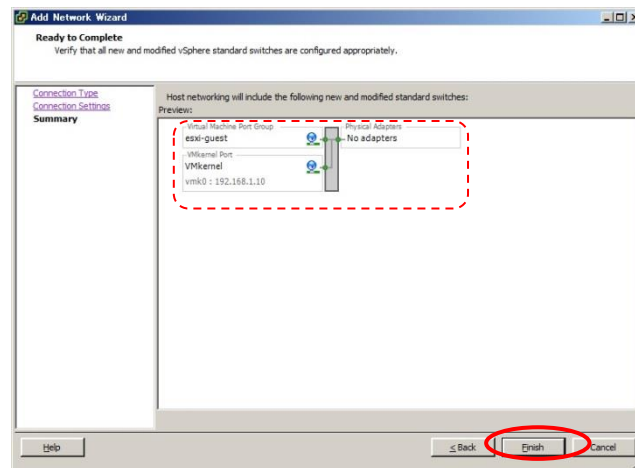 Add Network Wizard
Ready to Complete
Verify that all new and modified vSphere standard switches are configured appropriately.
Connection Type
Connection Settings
Summary
Host networking will include the following new and modified standard switches:
Preview:
Virtual Machine Port Group
esxi-guest
Physical Adapters
No adapters
VMkernel Port
VMkernel
vmk0 : 192.168.1.10
Help
< Back
Finish
Cancel